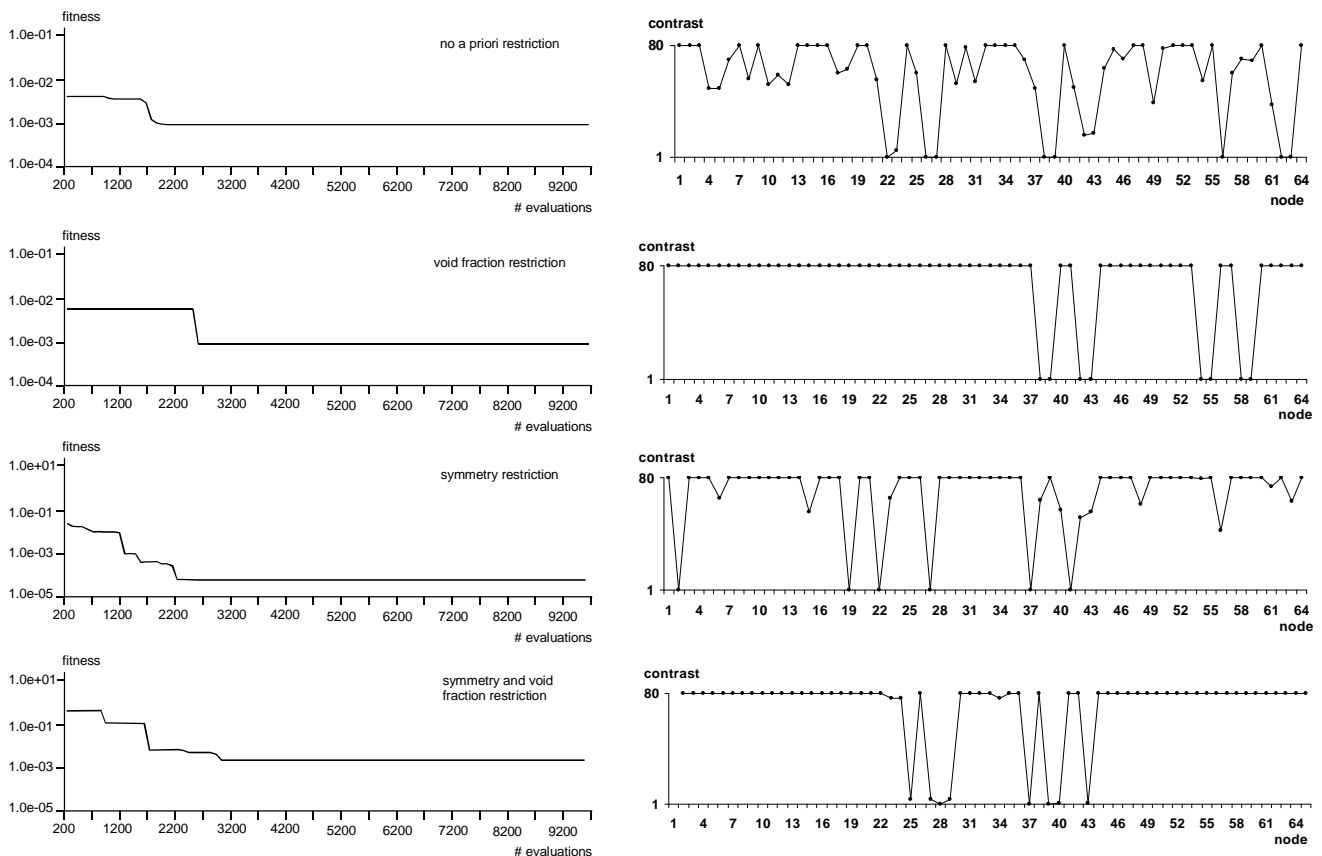 fitness
1.0e-01
1.0e-02
1.0e-03
1.0e-04
no a priori restriction
200 1200 2200 3200 4200 5200 6200 7200 8200 9200
# evaluations
contrast
80
1
1 4 7 10 13 16 19 22 25 28 31 34 37 40 43 46 49 52 55 58 61 64
node
fitness
1.0e-01
1.0e-02
1.0e-03
1.0e-04
void fraction restriction
200 1200 2200 3200 4200 5200 6200 7200 8200 9200
# evaluations
contrast
80
1
1 4 7 10 13 16 19 22 25 28 31 34 37 40 43 46 49 52 55 58 61 64
node
fitness
1.0e+01
1.0e-01
1.0e-03
1.0e-05
symmetry restriction
200 1200 2200 3200 4200 5200 6200 7200 8200 9200
# evaluations
contrast
80
1
1 4 7 10 13 16 19 22 25 28 31 34 37 40 43 46 49 52 55 58 61 64
node
fitness
1.0e+01
1.0e-01
1.0e-03
1.0e-05
symmetry and void
fraction restriction
200 1200 2200 3200 4200 5200 6200 7200 8200 9200
# evaluations
contrast
80
1
1 4 7 10 13 16 19 22 25 28 31 34 37 40 43 46 49 52 55 58 61 64
node